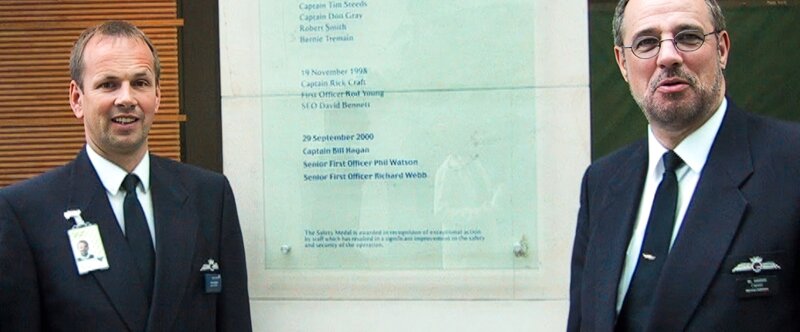 Captain Tim Steeds
Captain Don Gray
Robert Smith
Bernie Tremain
19 November 1998
Captain Rick Craft
First Officer Rod Young
SEO David Bennett
29 September 2000
Captain Bill Hagan
Senior First Officer Phil Watson
Senior First Officer Richard Webb
The Safety Medal is awarded in recognition of exceptional action
by staff which has resulted in a significant improvement to the safety
and security of the operation.